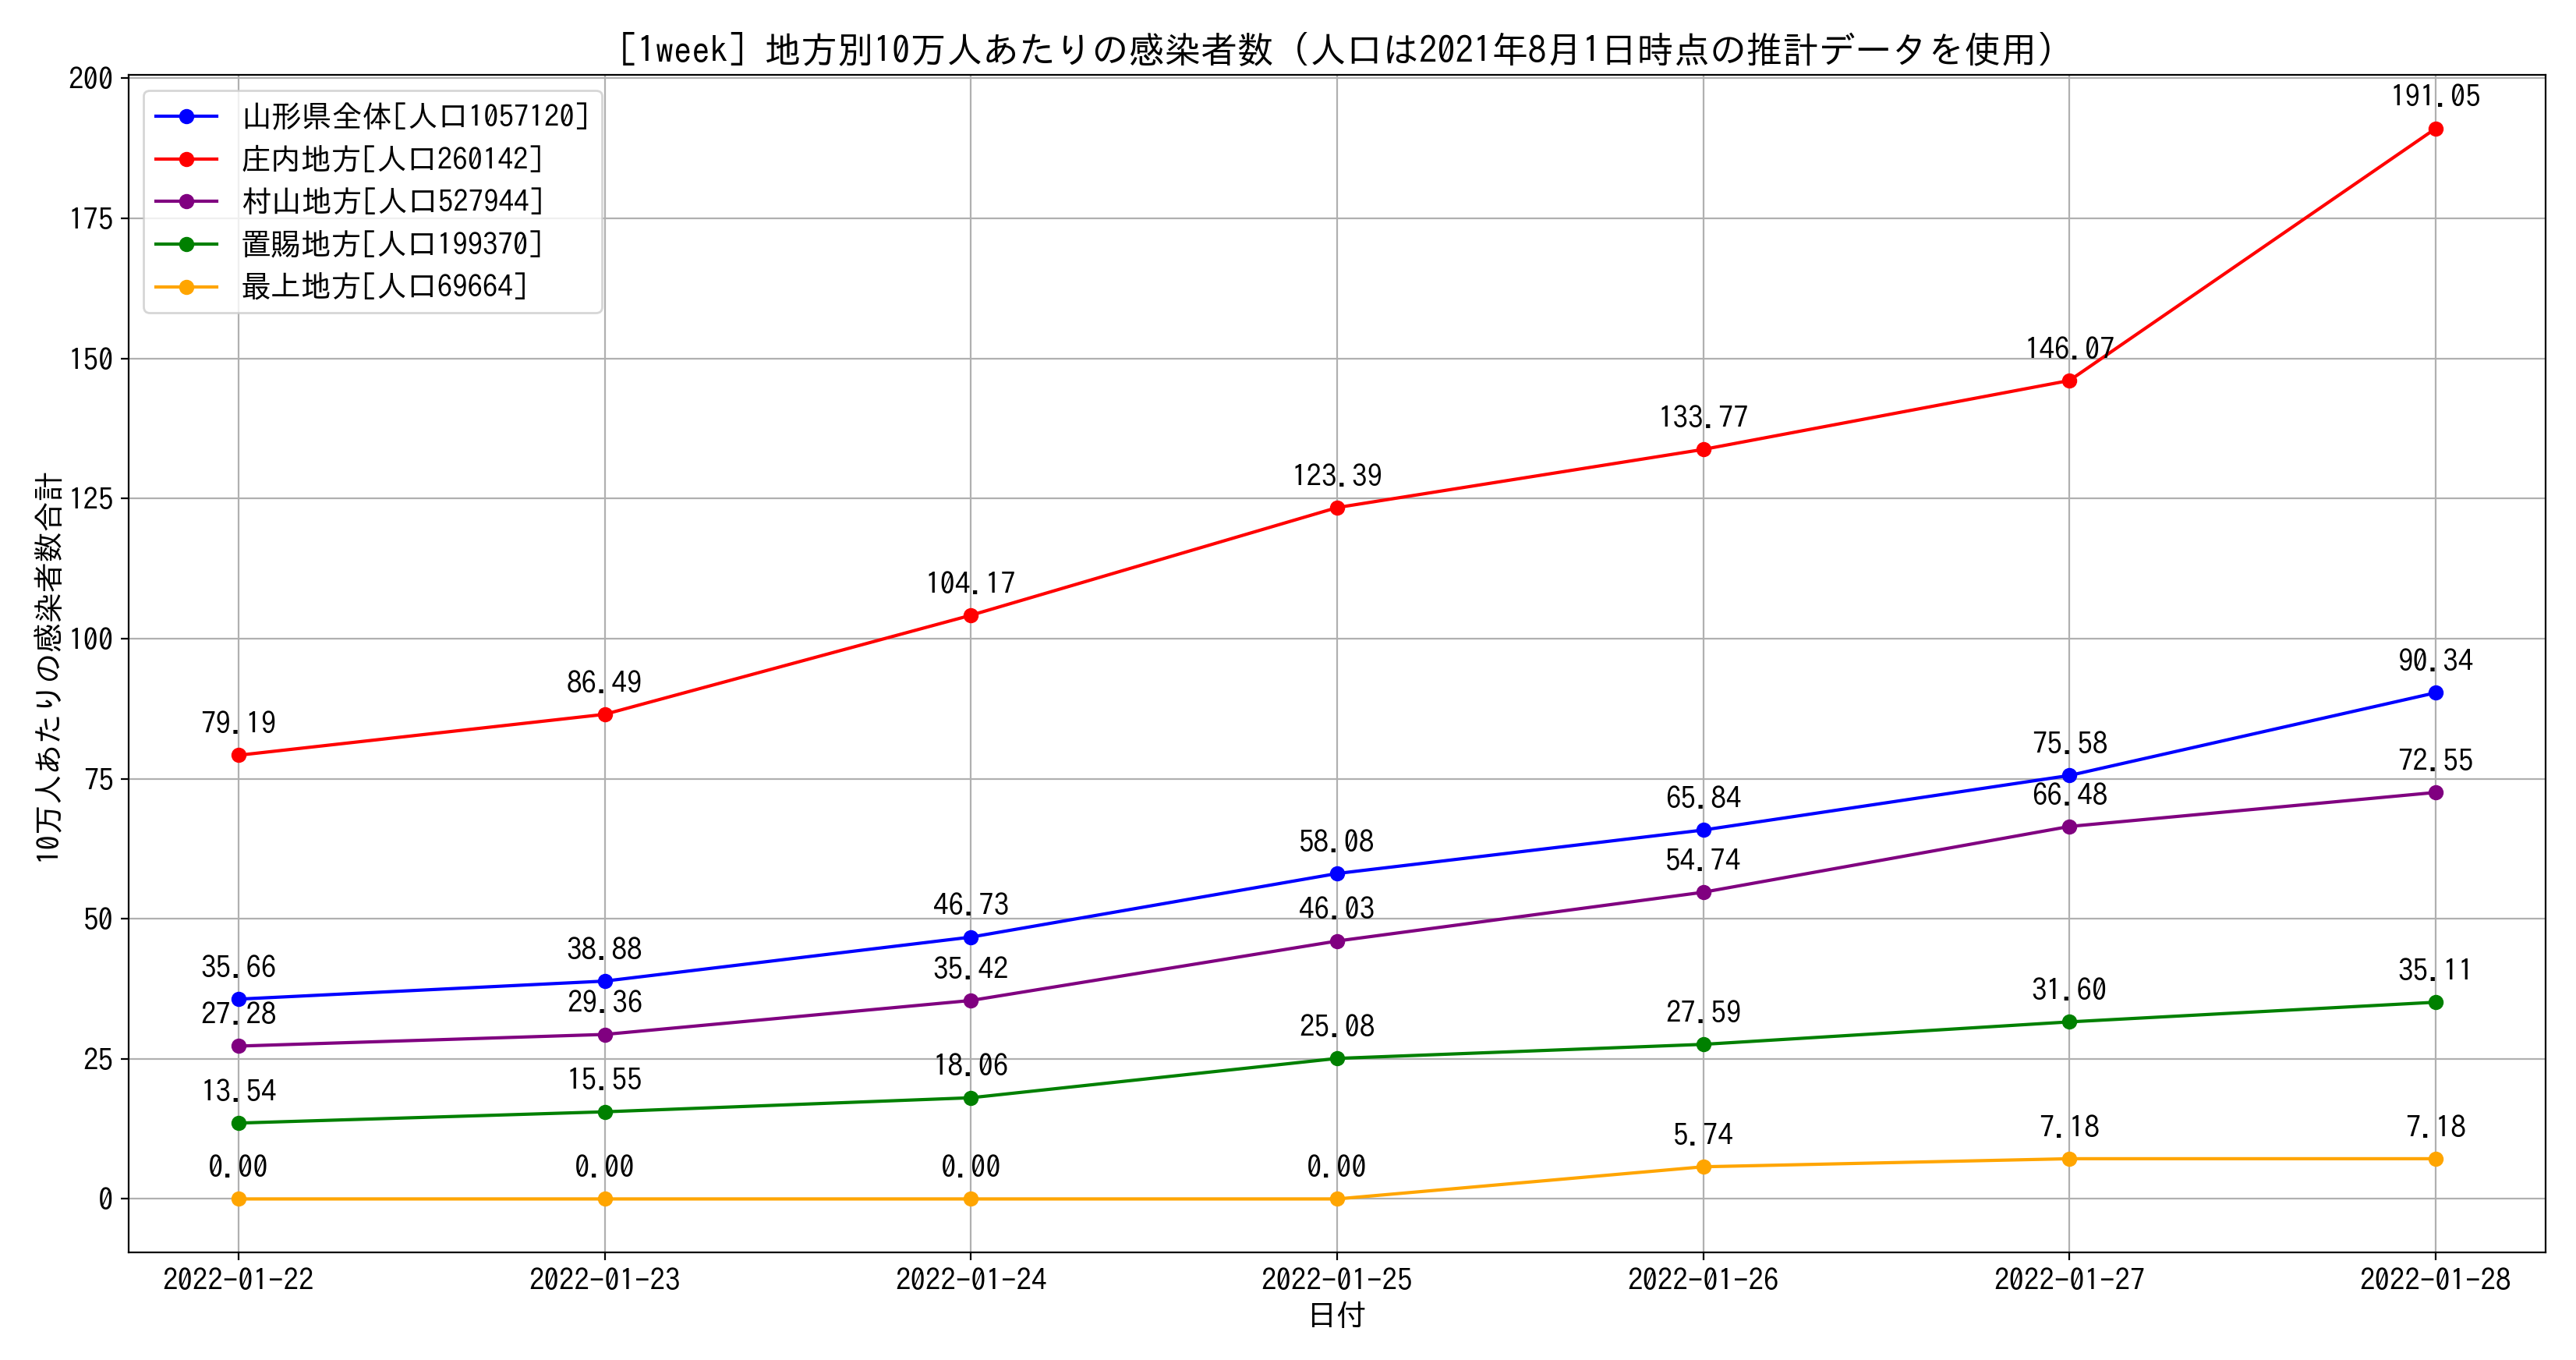 [1week] 地方別10万人あたりの感染者数（人口は2021年8月1日時点の推計データを使用）
200
175
150
125
100
75
50
25
0
10万人あたりの感染者数合計
山形県全体[人口1057120]
庄内地方[人口260142]
村山地方[人口527944]
置賜地方[人口199370]
最上地方[人口69664]
79.19 86.49 104.17 123.39 133.77 146.07 191.05
35.66 38.88 46.73 58.08 65.84 75.58 90.34
27.28 29.36 35.42 46.03 54.74 66.48 72.55
13.54 15.55 18.06 25.08 27.59 31.60 35.11
0.00 0.00 0.00 0.00 5.74 7.18 7.18
2022-01-22 2022-01-23 2022-01-24 2022-01-25 2022-01-26 2022-01-27 2022-01-28
日付